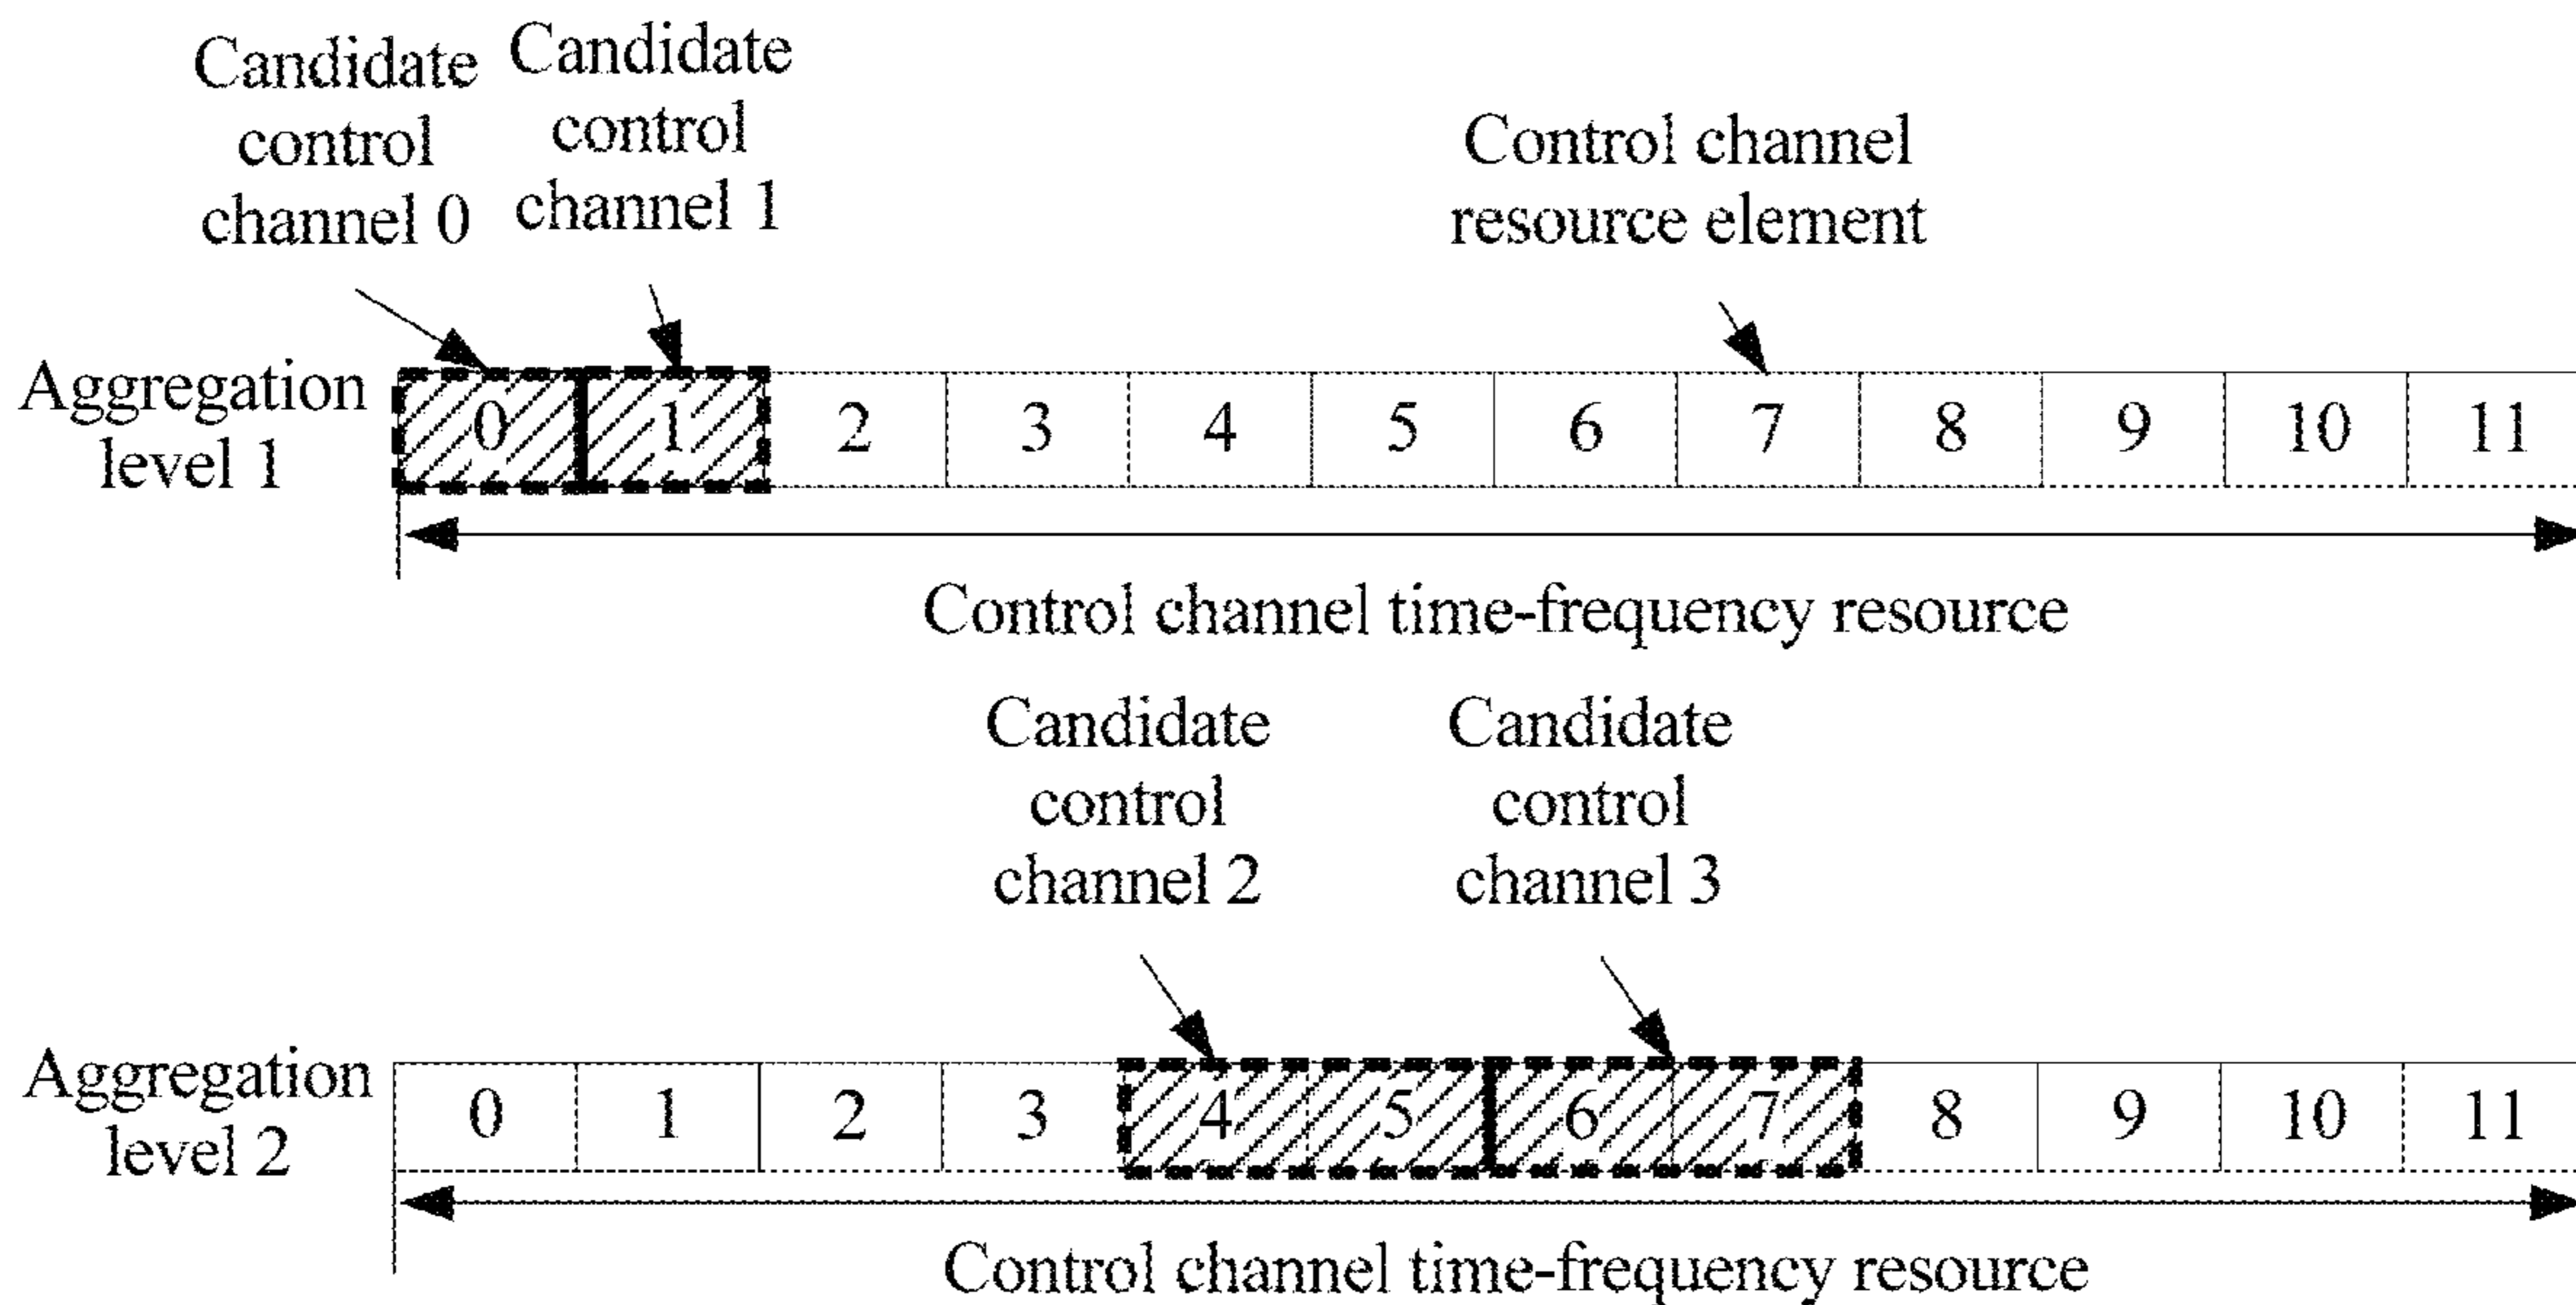 Candidate
control
channel 0
Candidate
control
channel 1
Control channel
resource element
Aggregation
level 1
0 1 2 3 4 5 6 7 8 9 10 11
Control channel time-frequency resource
Candidate
control
channel 2
Candidate
control
channel 3
Aggregation
level 2
0 1 2 3 4 5 6 7 8 9 10 11
Control channel time-frequency resource